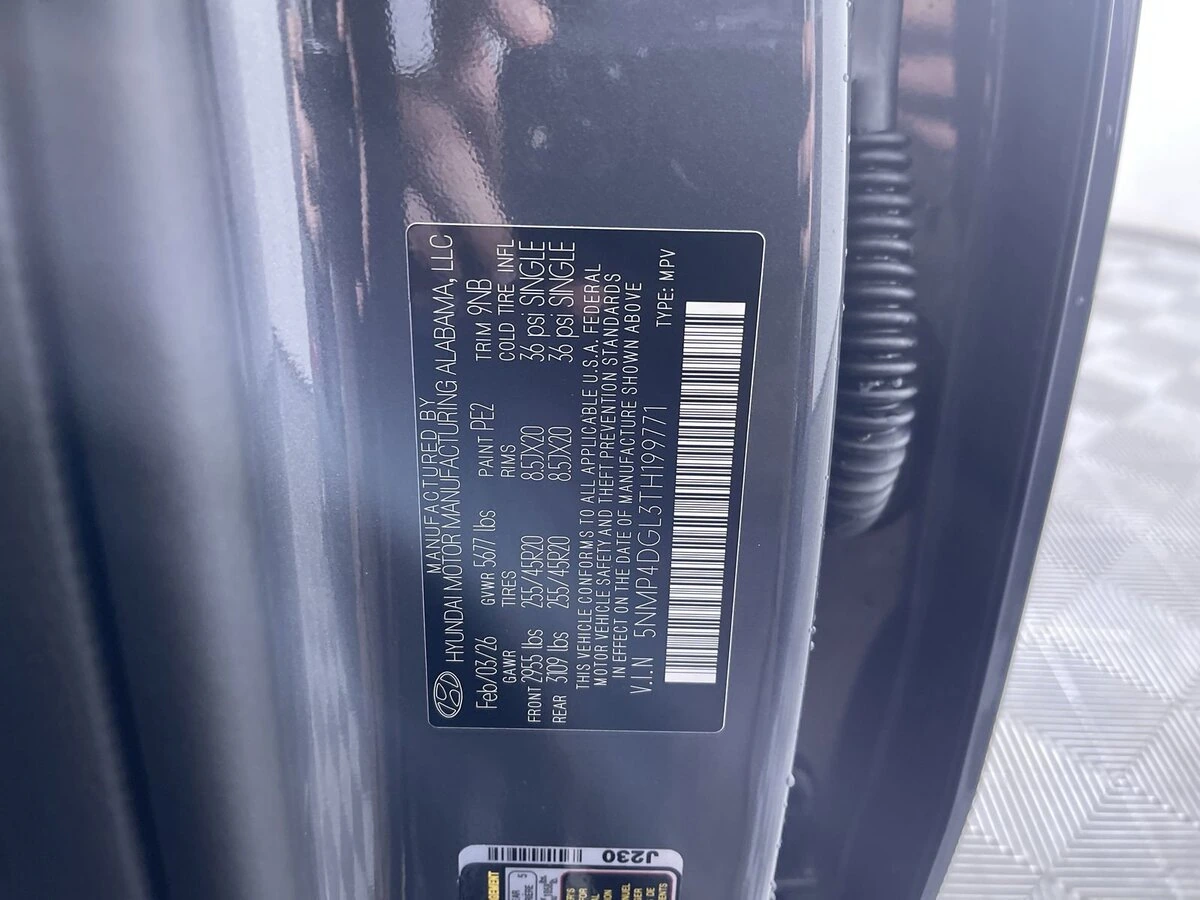 MANUFACTURED BY
HYUNDAI MOTOR MANUFACTURING ALABAMA, LLC
Feb/03/26 GVWR 5677 lbs PAINT PE2 TRIM 9NB
GAWR TIRES RIMS COLD TIRE INFL
FRONT 2955 lbs 255/45R20 8.5JX20 36 psi SINGLE
REAR 3109 lbs 255/45R20 8.5JX20 36 psi SINGLE
THIS VEHICLE CONFORMS TO ALL APPLICABLE U.S.A. FEDERAL
MOTOR VEHICLE SAFETY AND THEFT PREVENTION STANDARDS
IN EFFECT ON THE DATE OF MANUFACTURE SHOWN ABOVE
V.I.N 5NMP4DGL3TH199771 TYPE: MPV
J230